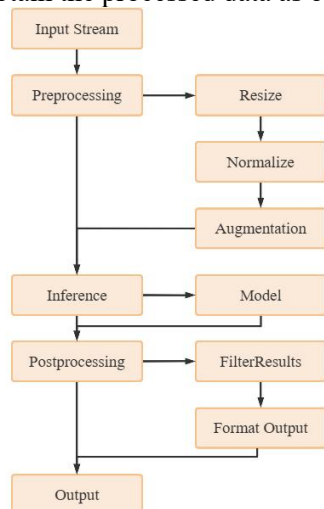 Input Stream
Preprocessing
Resize
Normalize
Augmentation
Inference
Model
Postprocessing
FilterResults
Format Output
Output